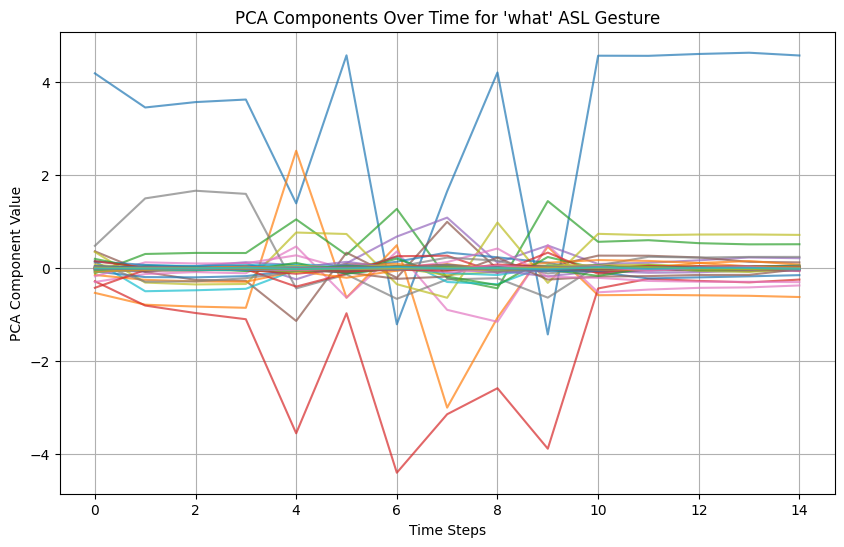 PCA Components Over Time for 'what' ASL Gesture
PCA Component Value
4
2
0
−2
−4
0 2 4 6 8 10 12 14
Time Steps